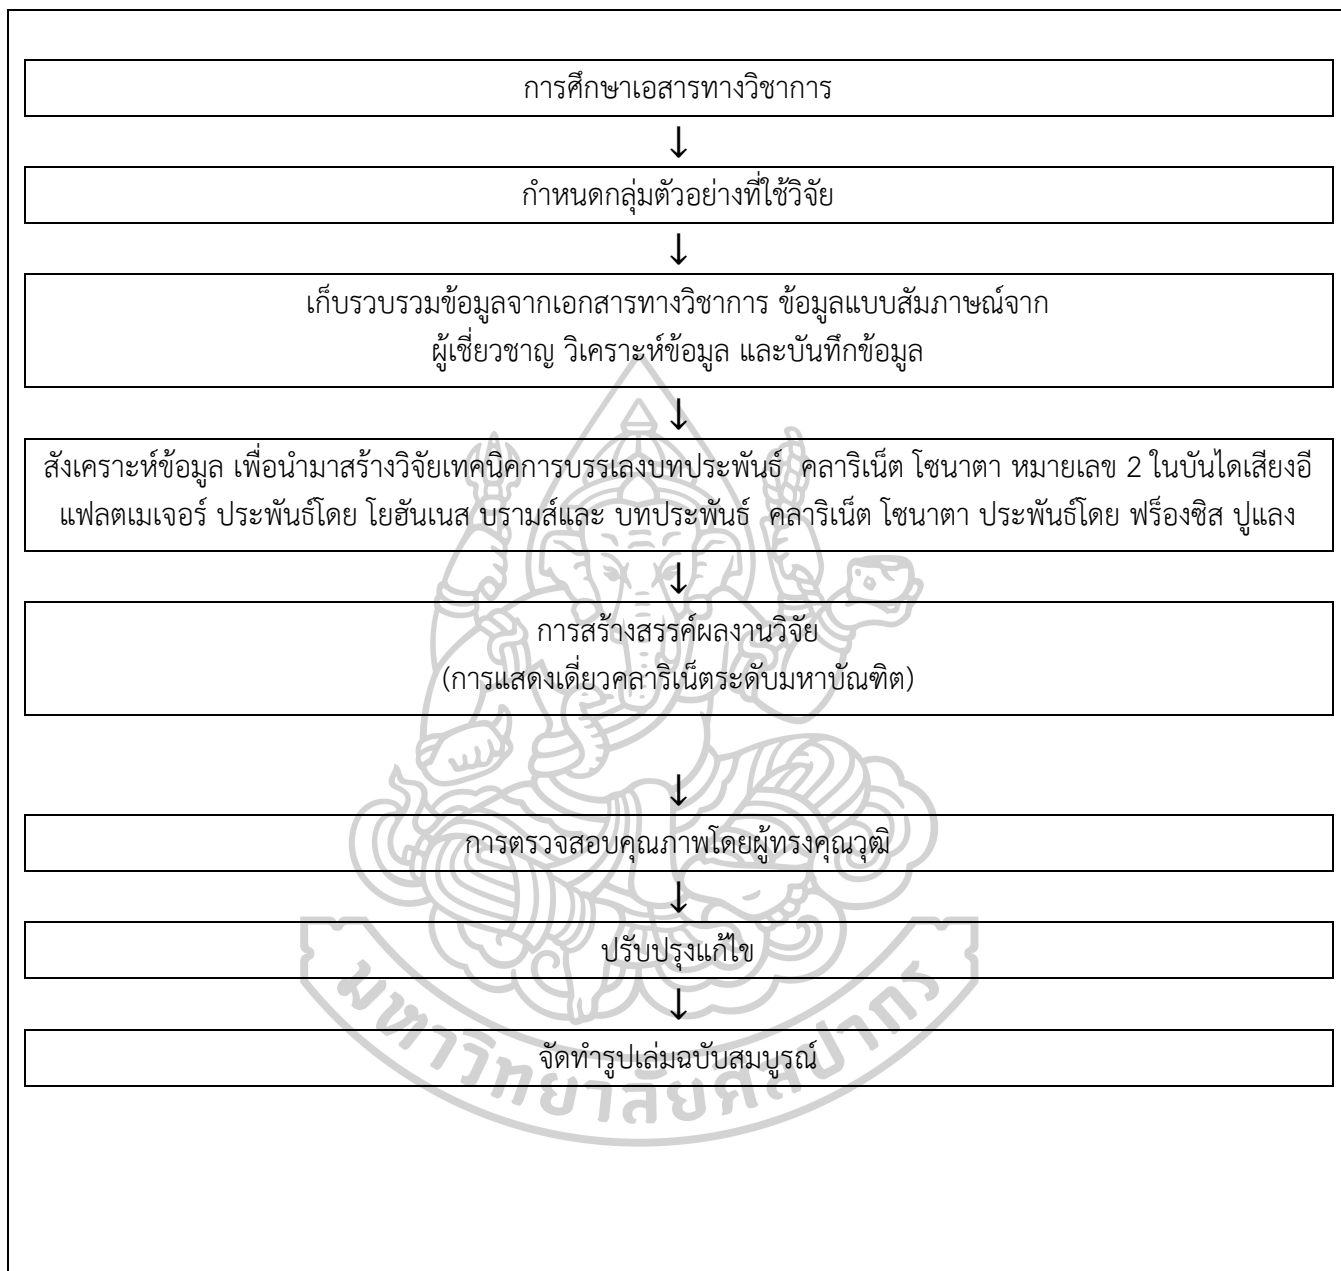 การศึกษาเอสารทางวิชาการ
↓
กำหนดกลุ่มตัวอย่างที่ใช้วิจัย
↓
เก็บรวบรวมข้อมูลจากเอกสารทางวิชาการ ข้อมูลแบบสัมภาษณ์จาก
ผู้เชี่ยวชาญ วิเคราะห์ข้อมูล และบันทึกข้อมูล
↓
สังเคราะห์ข้อมูล เพื่อนำมาสร้างวิจัยเทคนิคการบรรเลงบทประพันธ์ คลาริเน็ต โซนาตา หมายเลข 2 ในบันไดเสียงอี
แฟลตเมเจอร์ ประพันธ์โดย โยฮันเนส บรามส์และ บทประพันธ์ คลาริเน็ต โซนาตา ประพันธ์โดย ฟร็องซิส ปูแลง
↓
การสร้างสรรค์ผลงานวิจัย
(การแสดงเดี่ยวคลาริเน็ตระดับมหาบัณฑิต)
↓
การตรวจสอบคุณภาพโดยผู้ทรงคุณวุฒิ
↓
ปรับปรุงแก้ไข
↓
จัดทำรูปเล่มฉบับสมบูรณ์
มหาวิทยาลัยศิลปากร